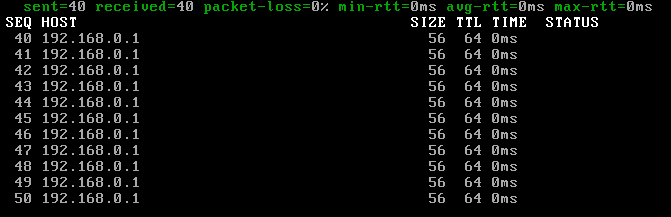 sent=40 received=40 packet-loss=0% min-rtt=0ms avg-rtt=0ms max-rtt=0ms
SEQ HOST SIZE TTL TIME STATUS
40 192.168.0.1 56 64 0ms
41 192.168.0.1 56 64 0ms
42 192.168.0.1 56 64 0ms
43 192.168.0.1 56 64 0ms
44 192.168.0.1 56 64 0ms
45 192.168.0.1 56 64 0ms
46 192.168.0.1 56 64 0ms
47 192.168.0.1 56 64 0ms
48 192.168.0.1 56 64 0ms
49 192.168.0.1 56 64 0ms
50 192.168.0.1 56 64 0ms